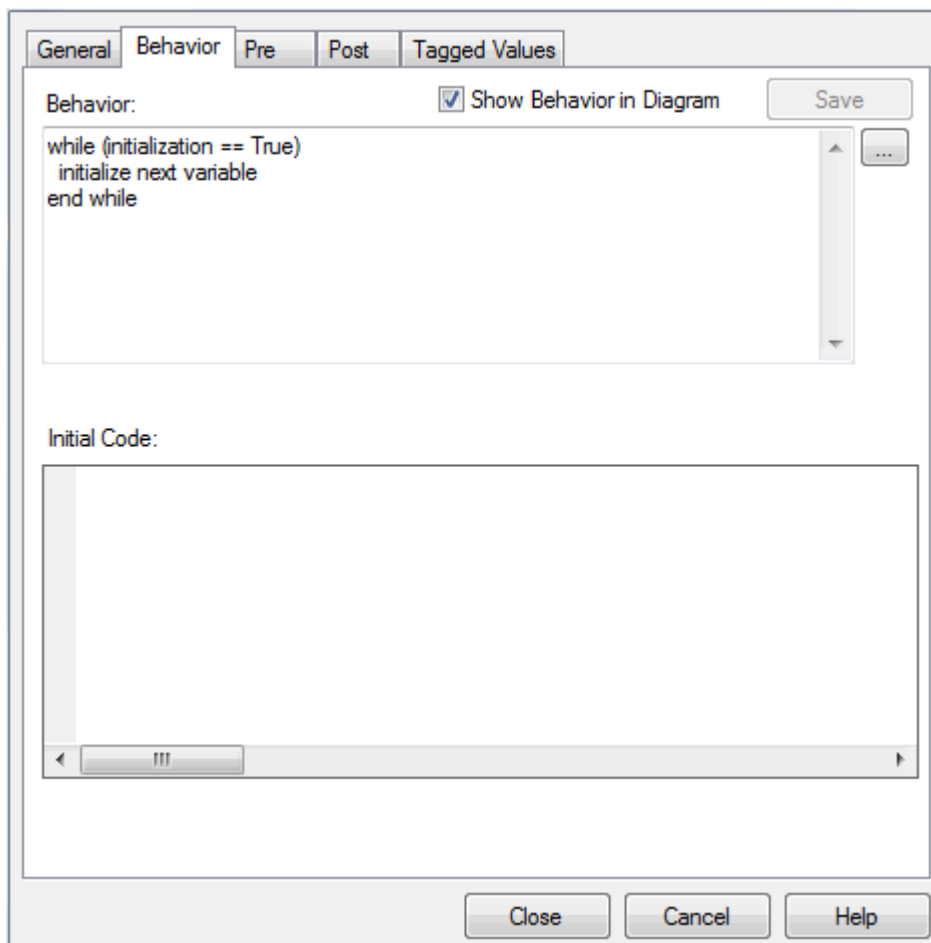 General Behavior Pre Post Tagged Values
Behavior: Show Behavior in Diagram Save
while (initialization == True)
  initialize next variable
end while
...
Initial Code:
Close Cancel Help